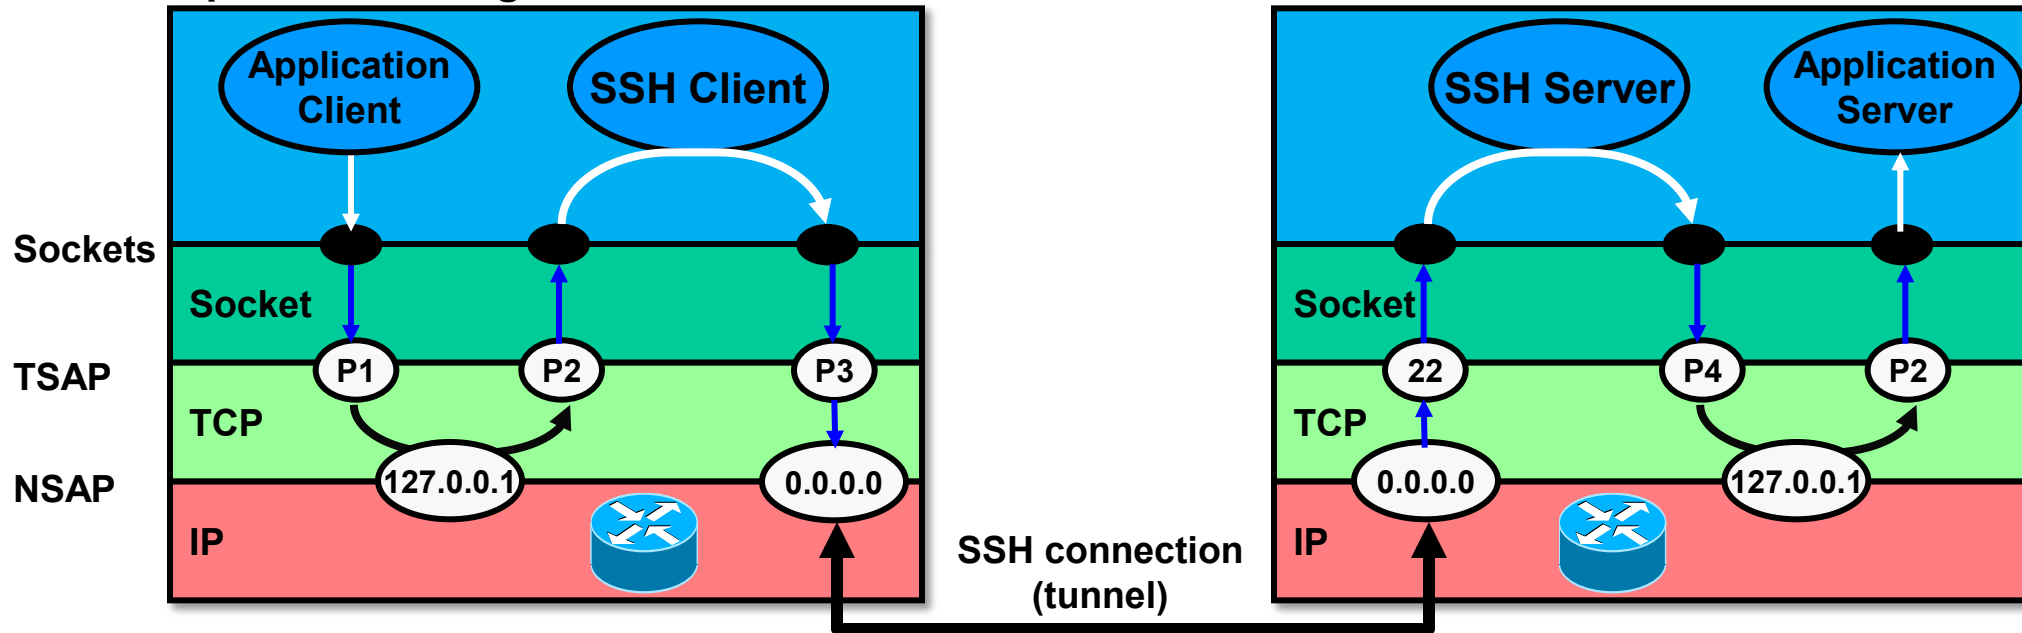 Application
Client
SSH Client
SSH Server
Application
Server
Sockets
Socket
Socket
TSAP
P1
P2
P3
22
P4
P2
TCP
TCP
NSAP
127.0.0.1
0.0.0.0
0.0.0.0
127.0.0.1
IP
IP
SSH connection
(tunnel)